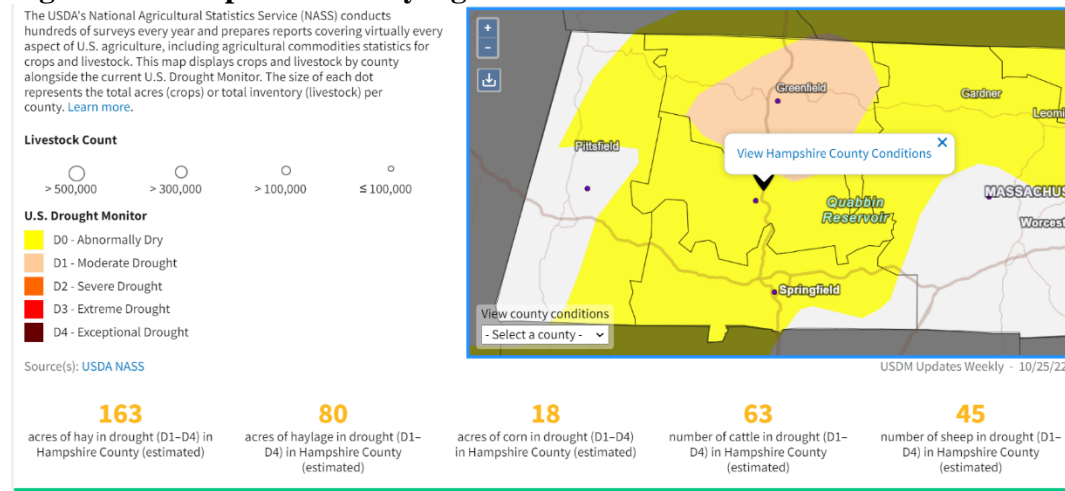 The USDA's National Agricultural Statistics Service (NASS) conducts
hundreds of surveys every year and prepares reports covering virtually every
aspect of U.S. agriculture, including agricultural commodities statistics for
crops and livestock. This map displays crops and livestock by county
alongside the current U.S. Drought Monitor. The size of each dot
represents the total acres (crops) or total inventory (livestock) per
county. Learn more.
Livestock Count
> 500,000
> 300,000
> 100,000
≤ 100,000
U.S. Drought Monitor
D0 - Abnormally Dry
D1 - Moderate Drought
D2 - Severe Drought
D3 - Extreme Drought
D4 - Exceptional Drought
Source(s): USDA NASS
+
–
Greenfield
Gardner
Leomi
Pittsfield
View Hampshire County Conditions
×
Quabbin
Reservoir
MASSACHUS
Worcest
Springfield
View county conditions
- Select a county -
USDM Updates Weekly - 10/25/22
163
acres of hay in drought (D1–D4) in
Hampshire County (estimated)
80
acres of haylage in drought (D1–
D4) in Hampshire County
(estimated)
18
acres of corn in drought (D1–D4)
in Hampshire County (estimated)
63
number of cattle in drought (D1–
D4) in Hampshire County
(estimated)
45
number of sheep in drought (D1–
D4) in Hampshire County
(estimated)